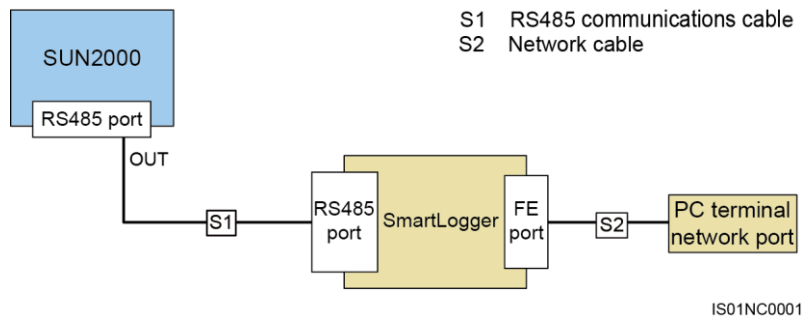 S1 RS485 communications cable
S2 Network cable
SUN2000
RS485 port
OUT
S1
RS485
port
SmartLogger
FE
port
S2
PC terminal
network port
IS01NC0001